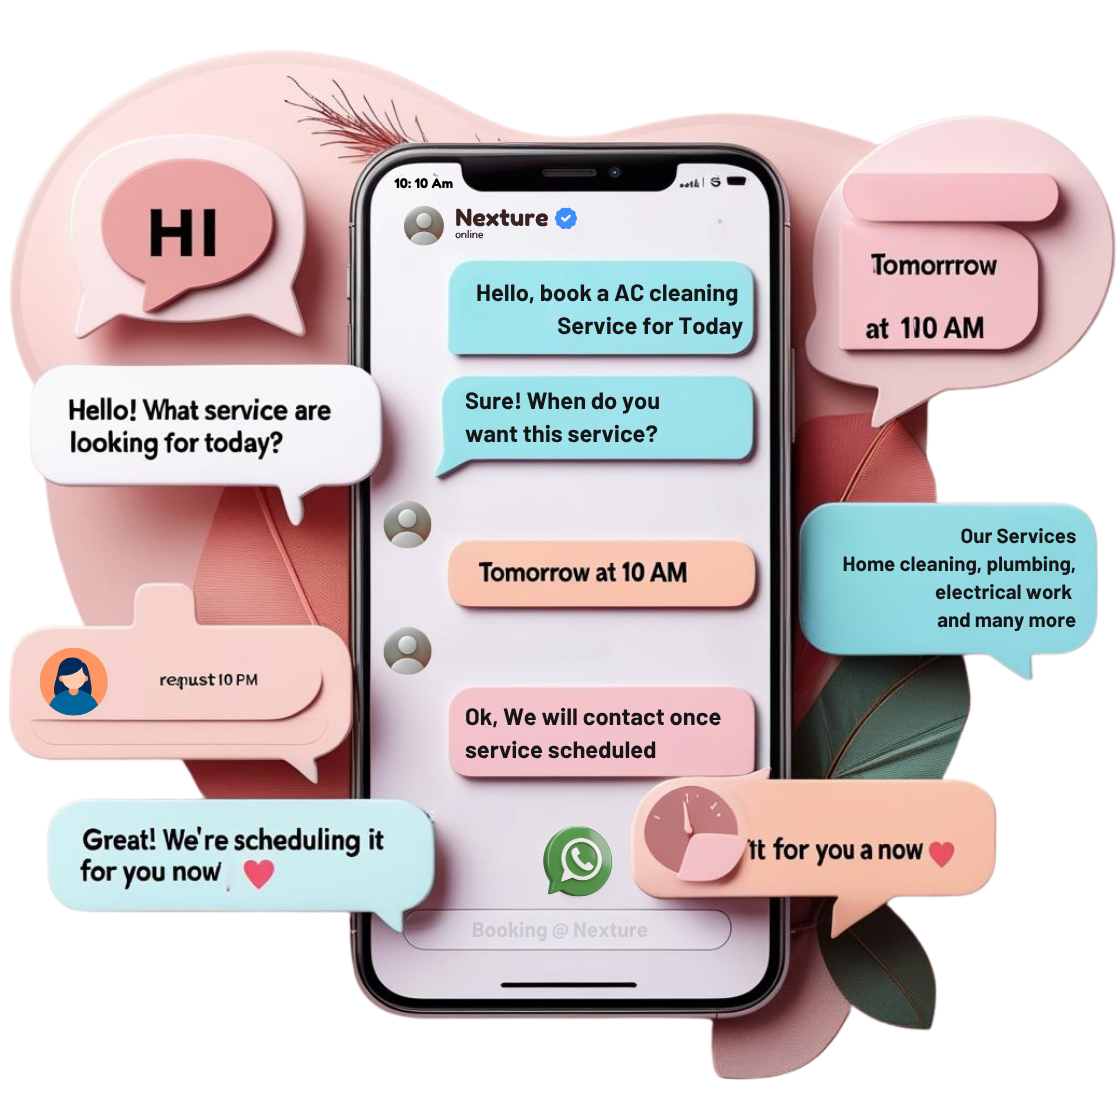 10: 10 Am
Nexture
online
Hello, book a AC cleaning
Service for Today
Sure! When do you
want this service?
Tomorrow at 10 AM
Ok, We will contact once
service scheduled
Booking @ Nexture
HI
Hello! What service are
looking for today?
requst 10 PM
Great! We're scheduling it
for you now
Tomorrrow
at 110 AM
Our Services
Home cleaning, plumbing,
electrical work
and many more
it for you a now